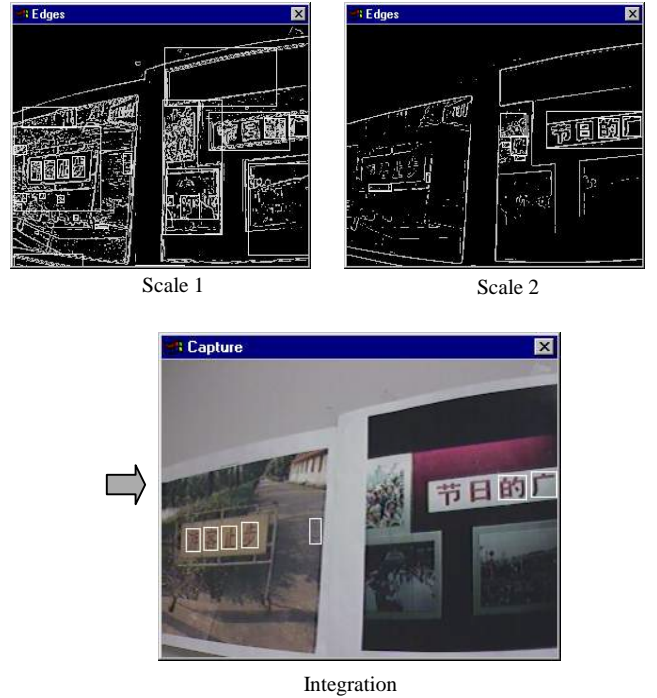 Edges
Edges
节日的广
Scale 1
Scale 2
Capture
节日的广
Integration